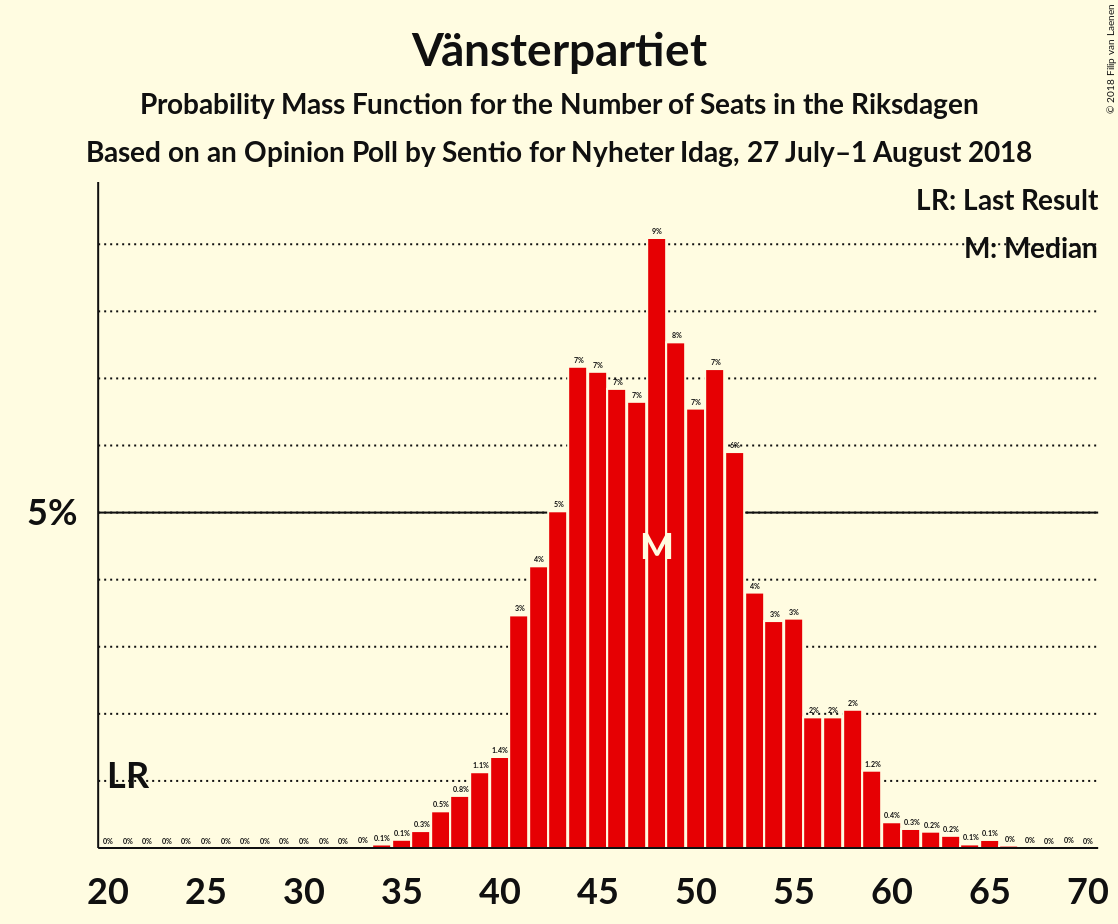 Vänsterpartiet
Probability Mass Function for the Number of Seats in the Riksdagen
Based on an Opinion Poll by Sentio for Nyheter Idag, 27 July–1 August 2018
© 2018 Filip van Laenen
LR: Last Result
M: Median
5%
LR
M
0% 0% 0% 0% 0% 0% 0% 0% 0% 0% 0% 0% 0% 0% 0.1% 0.1% 0.3% 0.5% 0.8% 1.1% 1.4% 3% 4% 5% 7% 7% 7% 7% 9% 8% 7% 7% 6% 4% 3% 3% 2% 2% 2% 1.2% 0.4% 0.3% 0.2% 0.2% 0.1% 0.1% 0% 0% 0% 0% 0%
20 25 30 35 40 45 50 55 60 65 70